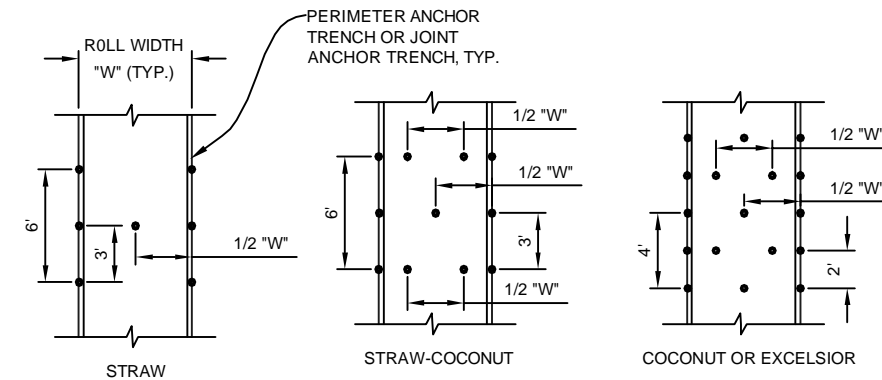 PERIMETER ANCHOR
TRENCH OR JOINT
ANCHOR TRENCH, TYP.
R0LL WIDTH
"W" (TYP.)
6'
3'
1/2 "W"
STRAW
1/2 "W"
1/2 "W"
6'
3'
1/2 "W"
STRAW-COCONUT
1/2 "W"
1/2 "W"
4'
2'
COCONUT OR EXCELSIOR